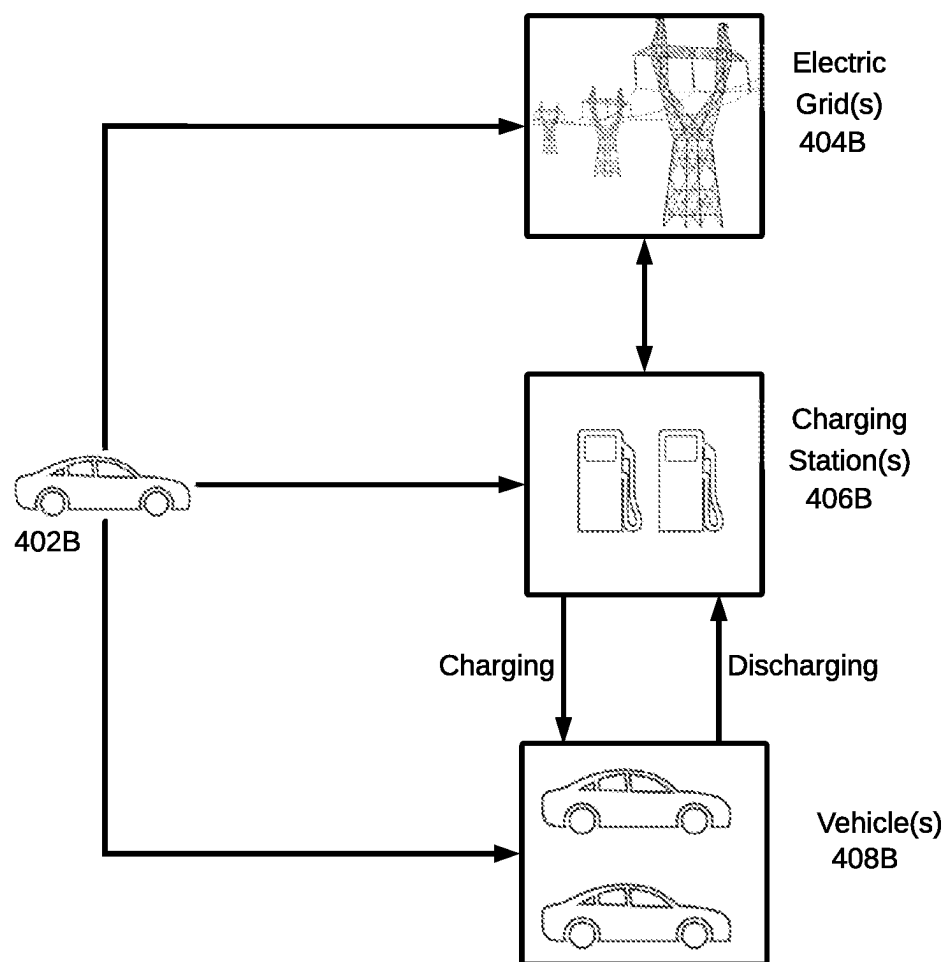 Electric
Grid(s)
404B
402B
Charging
Station(s)
406B
Charging
Discharging
Vehicle(s)
408B